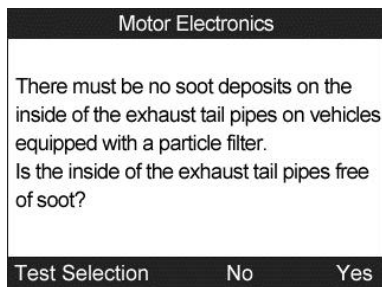 Motor Electronics
There must be no soot deposits on the
inside of the exhaust tail pipes on vehicles
equipped with a particle filter.
Is the inside of the exhaust tail pipes free
of soot?
Test Selection No Yes